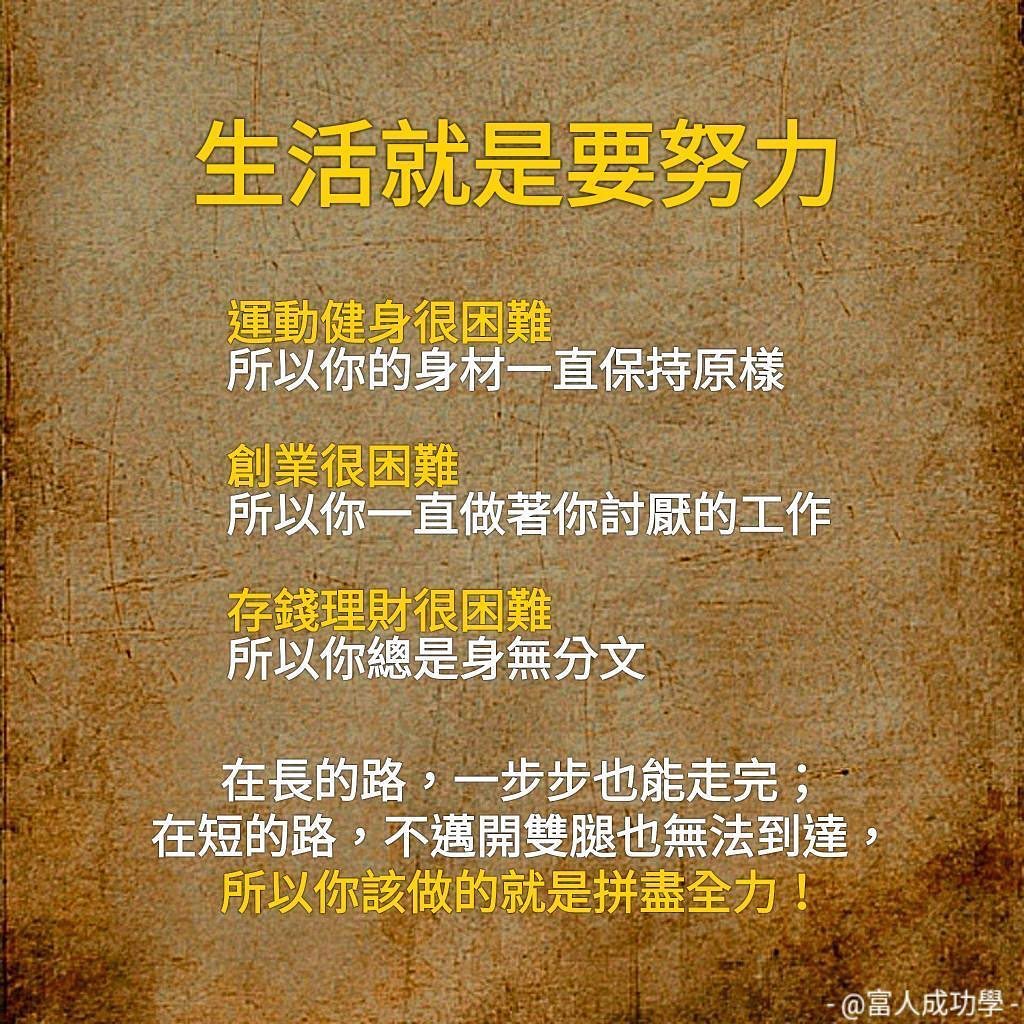 生活就是要努力
運動健身很困難
所以你的身材一直保持原樣
創業很困難
所以你一直做著你討厭的工作
存錢理財很困難
所以你總是身無分文
在長的路，一步步也能走完；
在短的路，不邁開雙腿也無法到達，
所以你該做的就是拼盡全力！
- @富人成功學 -